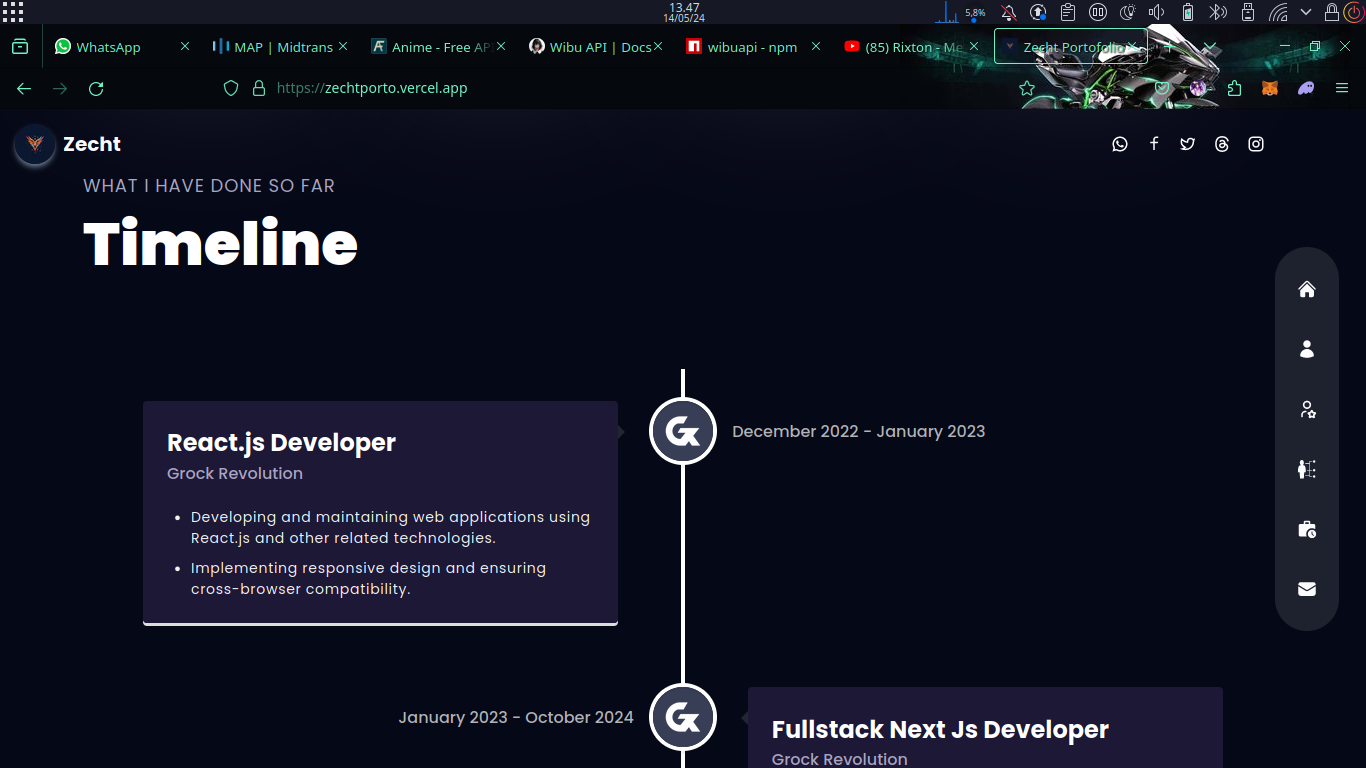 13.47
14/05/24
5,8%
WhatsApp
MAP | Midtrans
Anime - Free AP
Wibu API | Docs
wibuapi - npm
(85) Rixton - Me
Zecht Portofolio
https://zechtporto.vercel.app
Zecht
WHAT I HAVE DONE SO FAR
Timeline
React.js Developer
Grock Revolution
• Developing and maintaining web applications using
React.js and other related technologies.
• Implementing responsive design and ensuring
cross-browser compatibility.
December 2022 - January 2023
January 2023 - October 2024
Fullstack Next Js Developer
Grock Revolution